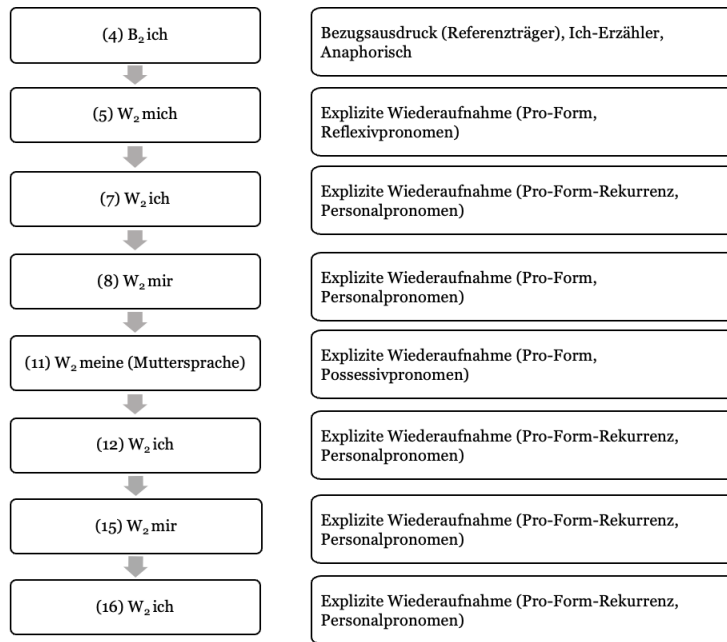 (4) B₂ ich
Bezugsausdruck (Referenzträger), Ich-Erzähler,
Anaphorisch
(5) W₂ mich
Explizite Wiederaufnahme (Pro-Form,
Reflexivpronomen)
(7) W₂ ich
Explizite Wiederaufnahme (Pro-Form-Rekurrenz,
Personalpronomen)
(8) W₂ mir
Explizite Wiederaufnahme (Pro-Form,
Personalpronomen)
(11) W₂ meine (Muttersprache)
Explizite Wiederaufnahme (Pro-Form,
Possessivpronomen)
(12) W₂ ich
Explizite Wiederaufnahme (Pro-Form-Rekurrenz,
Personalpronomen)
(15) W₂ mir
Explizite Wiederaufnahme (Pro-Form-Rekurrenz,
Personalpronomen)
(16) W₂ ich
Explizite Wiederaufnahme (Pro-Form-Rekurrenz,
Personalpronomen)